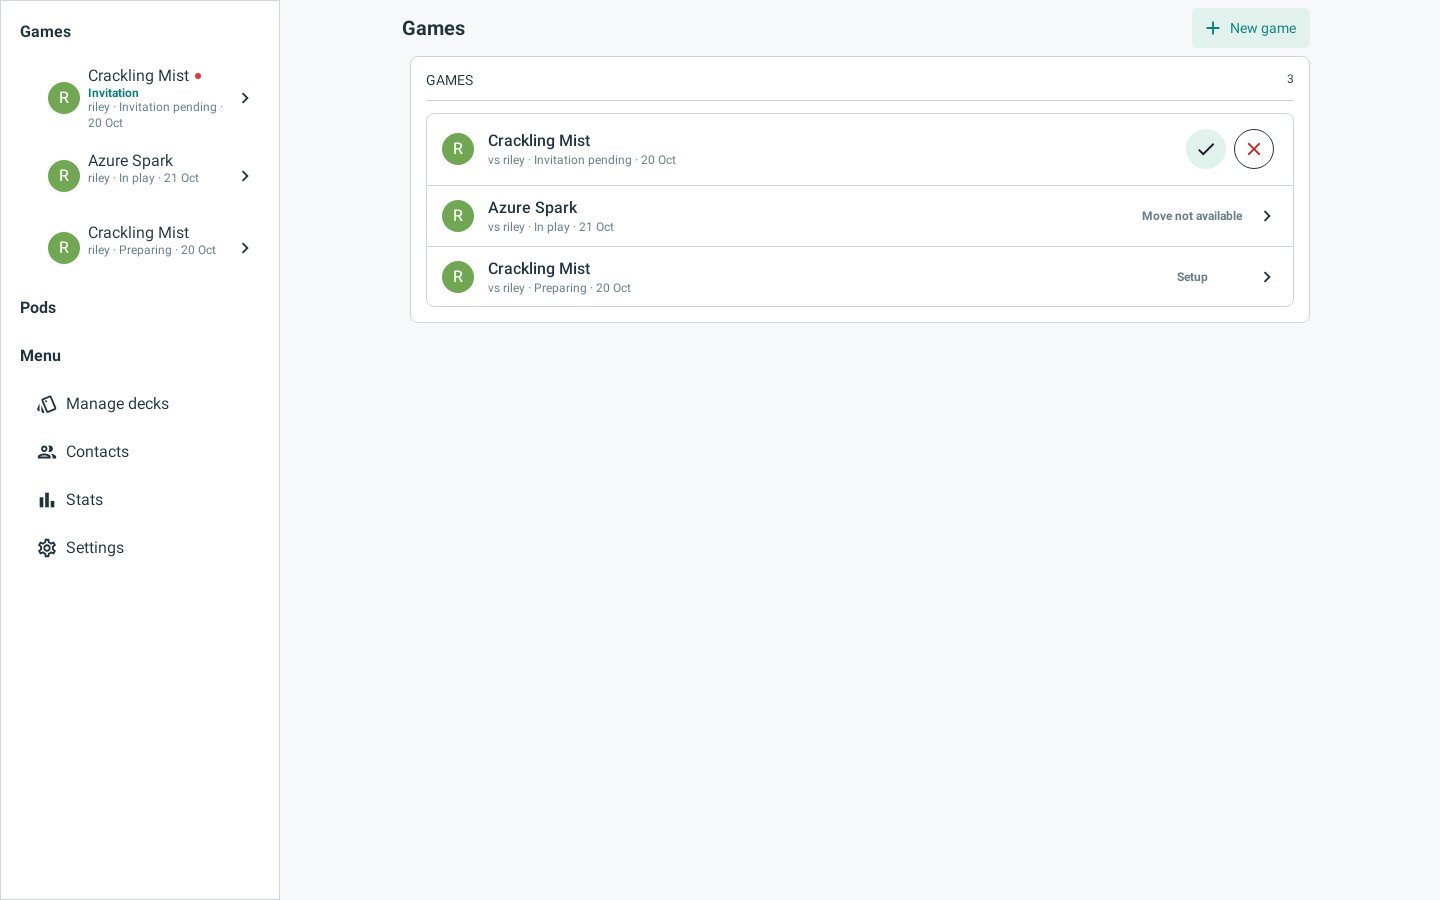 Games
Crackling Mist
Invitation
R
riley · Invitation pending ·
20 Oct
Azure Spark
R
riley · In play · 21 Oct
Crackling Mist
R
riley · Preparing · 20 Oct
Pods
Menu
Manage decks
Contacts
Stats
Settings
Games
New game
GAMES
3
R
Crackling Mist
vs riley · Invitation pending · 20 Oct
R
Azure Spark
vs riley · In play · 21 Oct
Move not available
R
Crackling Mist
vs riley · Preparing · 20 Oct
Setup